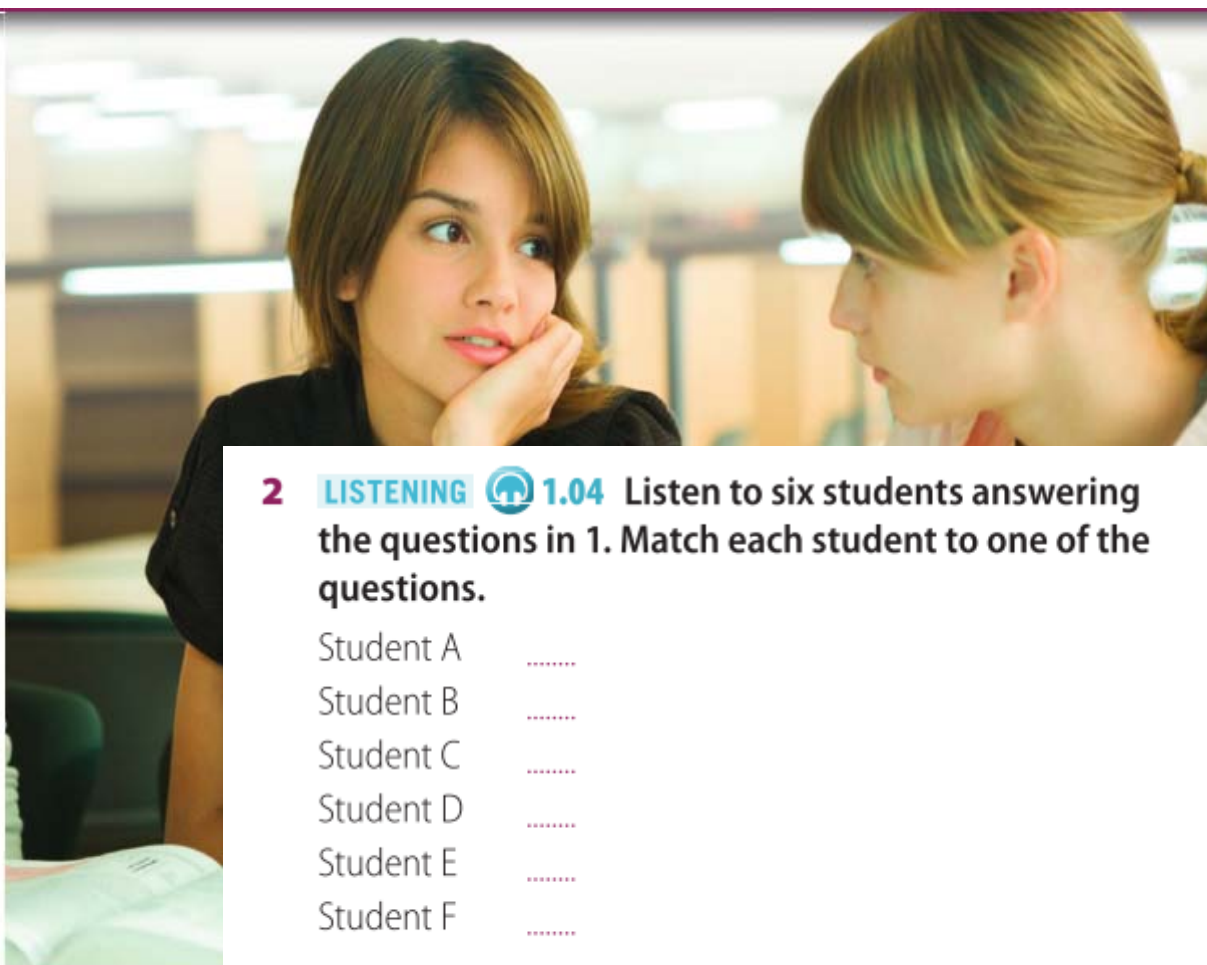 2 LISTENING 1.04 Listen to six students answering
the questions in 1. Match each student to one of the
questions.
Student A ........
Student B ........
Student C ........
Student D ........
Student E ........
Student F ........